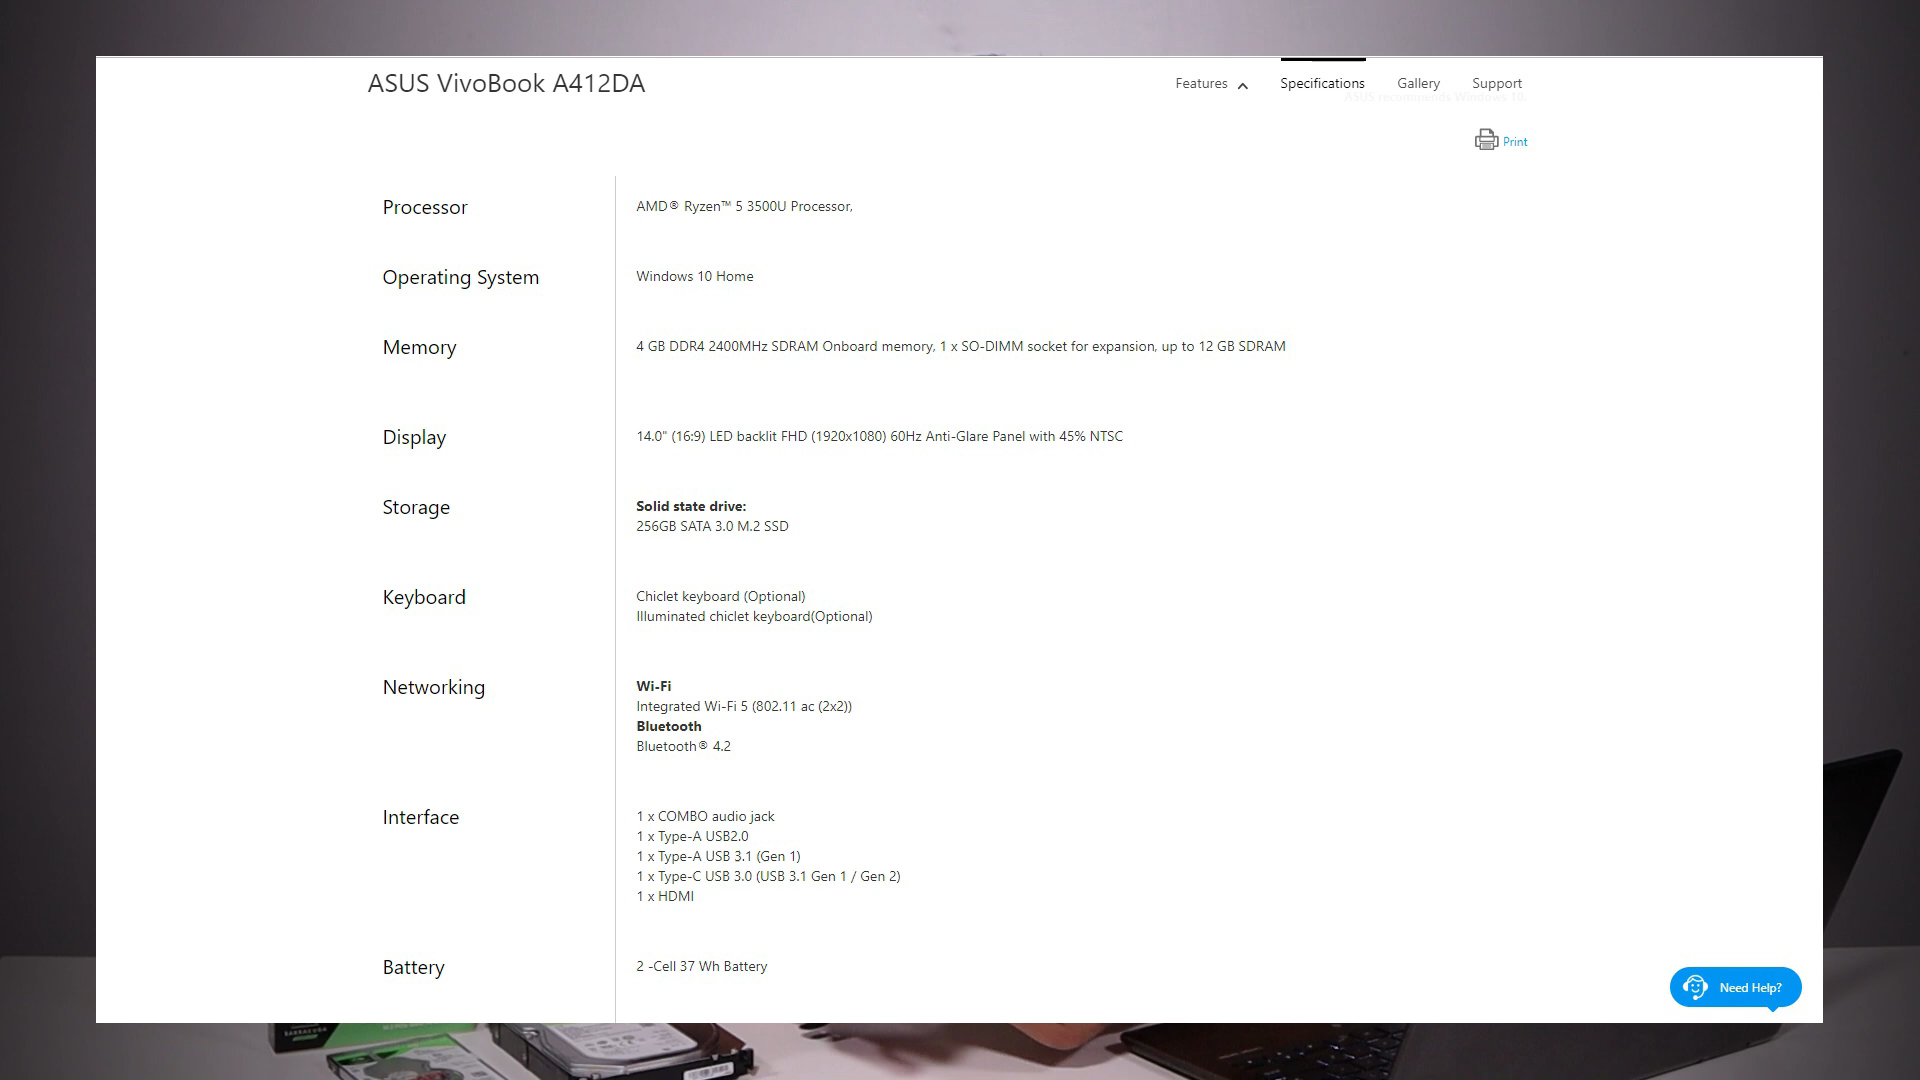 ASUS VivoBook A412DA
Features
Specifications
Gallery
Support
ASUS recommends Windows 10.
Print
Processor
AMD® Ryzen™ 5 3500U Processor,
Operating System
Windows 10 Home
Memory
4 GB DDR4 2400MHz SDRAM Onboard memory, 1 x SO-DIMM socket for expansion, up to 12 GB SDRAM
Display
14.0" (16:9) LED backlit FHD (1920x1080) 60Hz Anti-Glare Panel with 45% NTSC
Storage
Solid state drive:
256GB SATA 3.0 M.2 SSD
Keyboard
Chiclet keyboard (Optional)
Illuminated chiclet keyboard(Optional)
Networking
Wi-Fi
Integrated Wi-Fi 5 (802.11 ac (2x2))
Bluetooth
Bluetooth® 4.2
Interface
1 x COMBO audio jack
1 x Type-A USB2.0
1 x Type-A USB 3.1 (Gen 1)
1 x Type-C USB 3.0 (USB 3.1 Gen 1 / Gen 2)
1 x HDMI
Battery
2 -Cell 37 Wh Battery
Need Help?
BARRACUDA